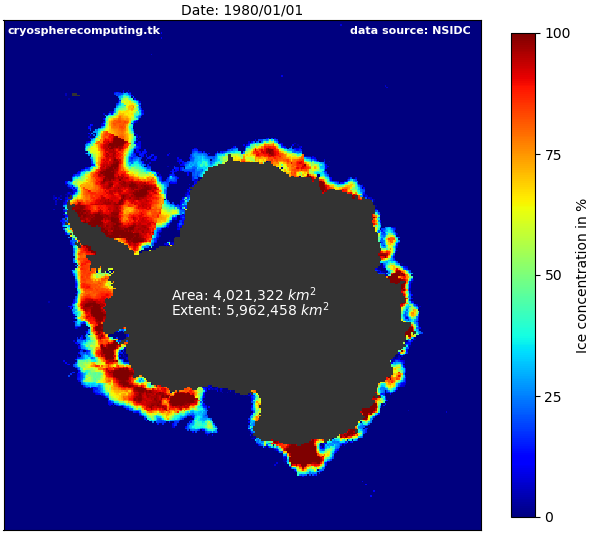 Date: 1980/01/01
cryospherecomputing.tk data source: NSIDC
Area: 4,021,322 km²
Extent: 5,962,458 km²
100
75
50
25
0
Ice concentration in %